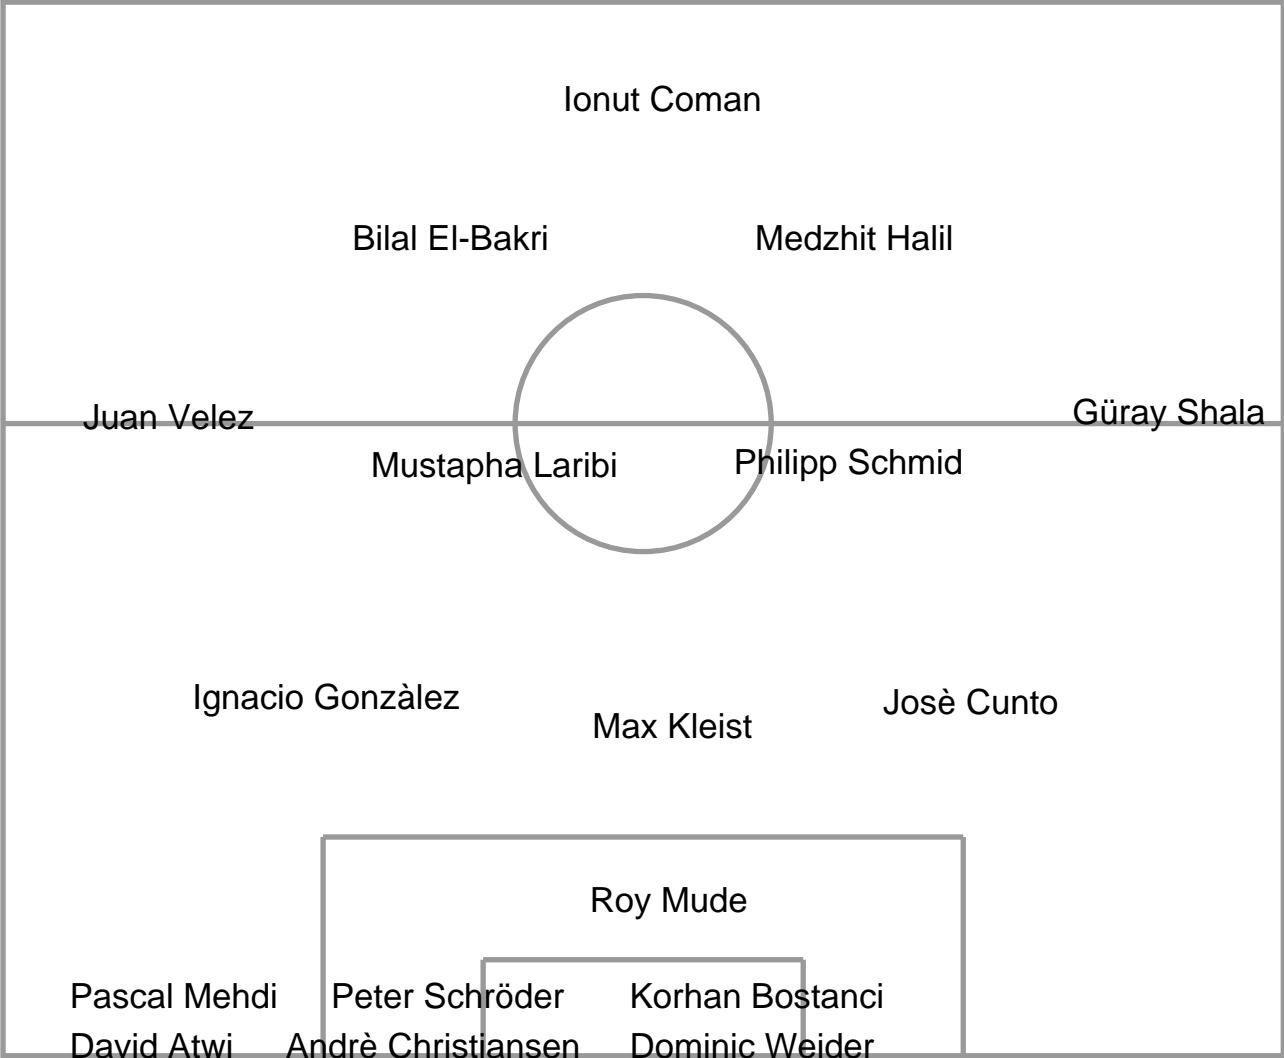 Ionut Coman
Bilal El-Bakri Medzhit Halil
Juan Velez Güray Shala
Mustapha Laribi Philipp Schmid
Ignacio Gonzàlez Josè Cunto
Max Kleist
Roy Mude
Pascal Mehdi Peter Schröder Korhan Bostanci
David Atwi Andrè Christiansen Dominic Weider